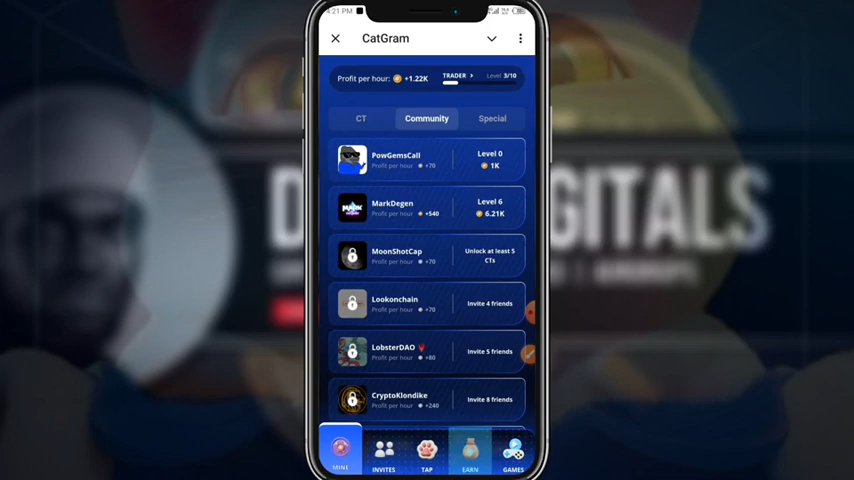 4:21 PM
CatGram
Profit per hour: +1.22K
TRADER > Level 3/10
CT Community Special
PowGemsCall
Profit per hour +70
Level 0
1K
MarkDegen
Profit per hour +540
Level 6
6.21K
MoonShotCap
Profit per hour +70
Unlock at least 5
CTs
Lookonchain
Profit per hour +70
Invite 4 friends
LobsterDAO
Profit per hour +80
Invite 5 friends
CryptoKlondike
Profit per hour +240
Invite 8 friends
MINE INVITES TAP EARN GAMES
GITALS